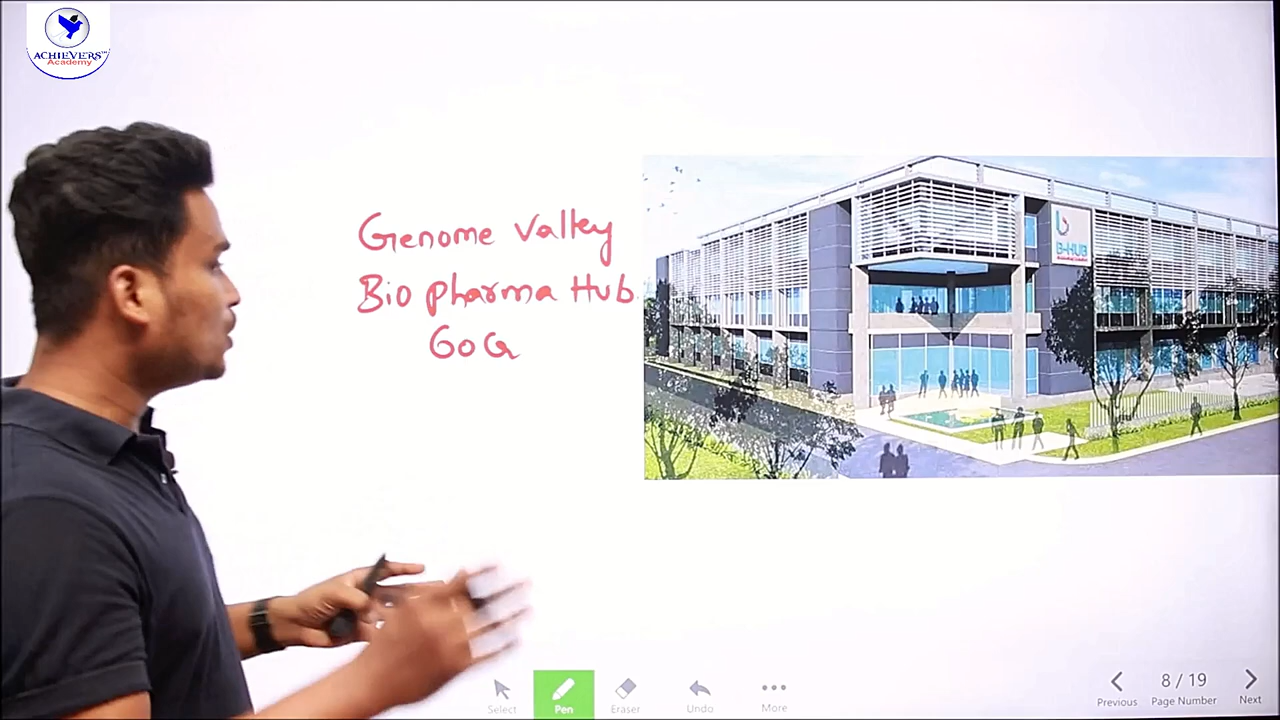 ACHIEVERS
Academy
Genome Valley
Bio pharma Hub
GoG
B-HUB
Select
Pen
Eraser
Undo
More
Previous
8 / 19
Page Number
Next